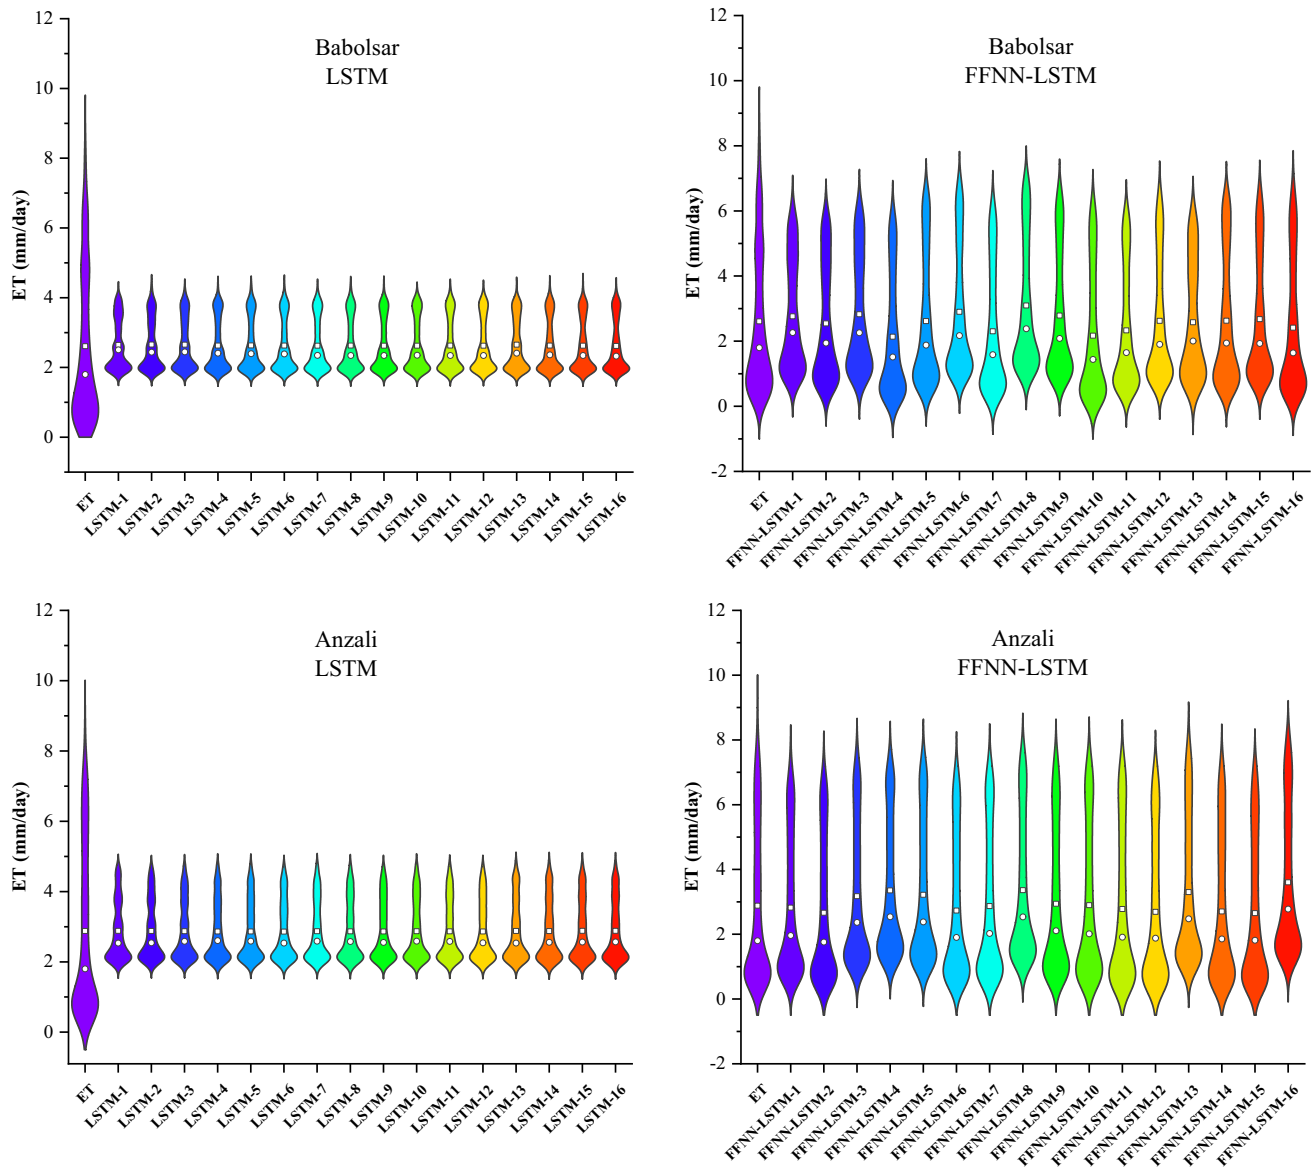 Babolsar
LSTM
ET (mm/day)
12
10
8
6
4
2
0
ET
LSTM-1
LSTM-2
LSTM-3
LSTM-4
LSTM-5
LSTM-6
LSTM-7
LSTM-8
LSTM-9
LSTM-10
LSTM-11
LSTM-12
LSTM-13
LSTM-14
LSTM-15
LSTM-16
Babolsar
FFNN-LSTM
ET (mm/day)
12
10
8
6
4
2
0
-2
ET
FFNN-LSTM-1
FFNN-LSTM-2
FFNN-LSTM-3
FFNN-LSTM-4
FFNN-LSTM-5
FFNN-LSTM-6
FFNN-LSTM-7
FFNN-LSTM-8
FFNN-LSTM-9
FFNN-LSTM-10
FFNN-LSTM-11
FFNN-LSTM-12
FFNN-LSTM-13
FFNN-LSTM-14
FFNN-LSTM-15
FFNN-LSTM-16
Anzali
LSTM
ET (mm/day)
12
10
8
6
4
2
0
ET
LSTM-1
LSTM-2
LSTM-3
LSTM-4
LSTM-5
LSTM-6
LSTM-7
LSTM-8
LSTM-9
LSTM-10
LSTM-11
LSTM-12
LSTM-13
LSTM-14
LSTM-15
LSTM-16
Anzali
FFNN-LSTM
ET (mm/day)
12
10
8
6
4
2
0
-2
ET
FFNN-LSTM-1
FFNN-LSTM-2
FFNN-LSTM-3
FFNN-LSTM-4
FFNN-LSTM-5
FFNN-LSTM-6
FFNN-LSTM-7
FFNN-LSTM-8
FFNN-LSTM-9
FFNN-LSTM-10
FFNN-LSTM-11
FFNN-LSTM-12
FFNN-LSTM-13
FFNN-LSTM-14
FFNN-LSTM-15
FFNN-LSTM-16